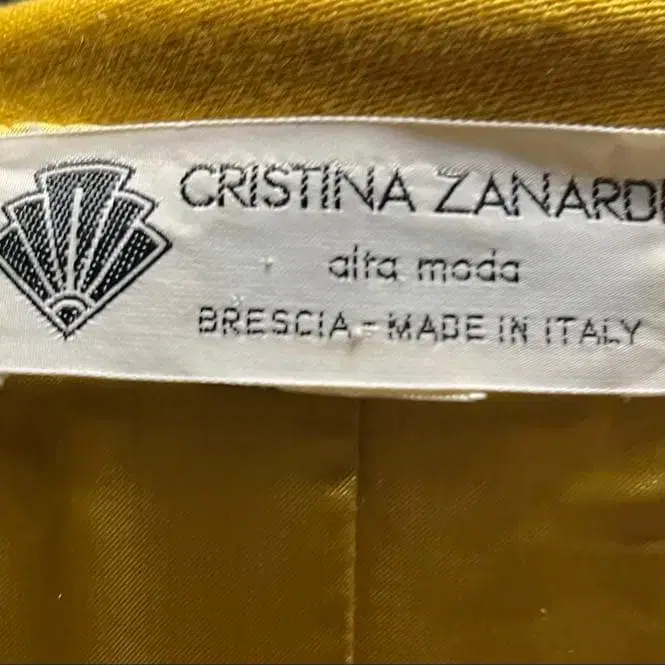 CRISTINA ZANARDI
alta moda
BRESCIA - MADE IN ITALY